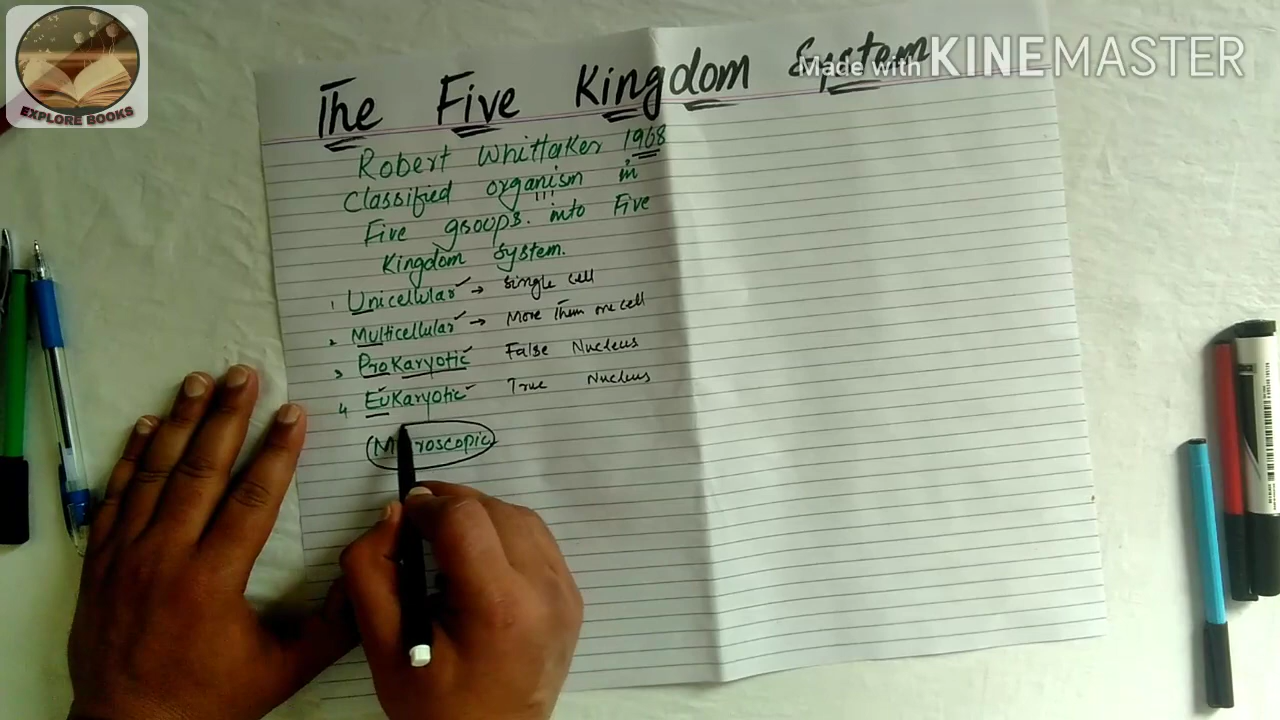 EXPLORE BOOKS
Made with KINEMASTER
The Five Kingdom System
Robert Whittaker 1968
Classified organism in
Five groups. into Five
Kingdom system.
1 Unicellular → Single cell
2 Multicellular → More Them one cell
3 ProKaryotic False Nucleus
4 EuKaryotic True Nucleus